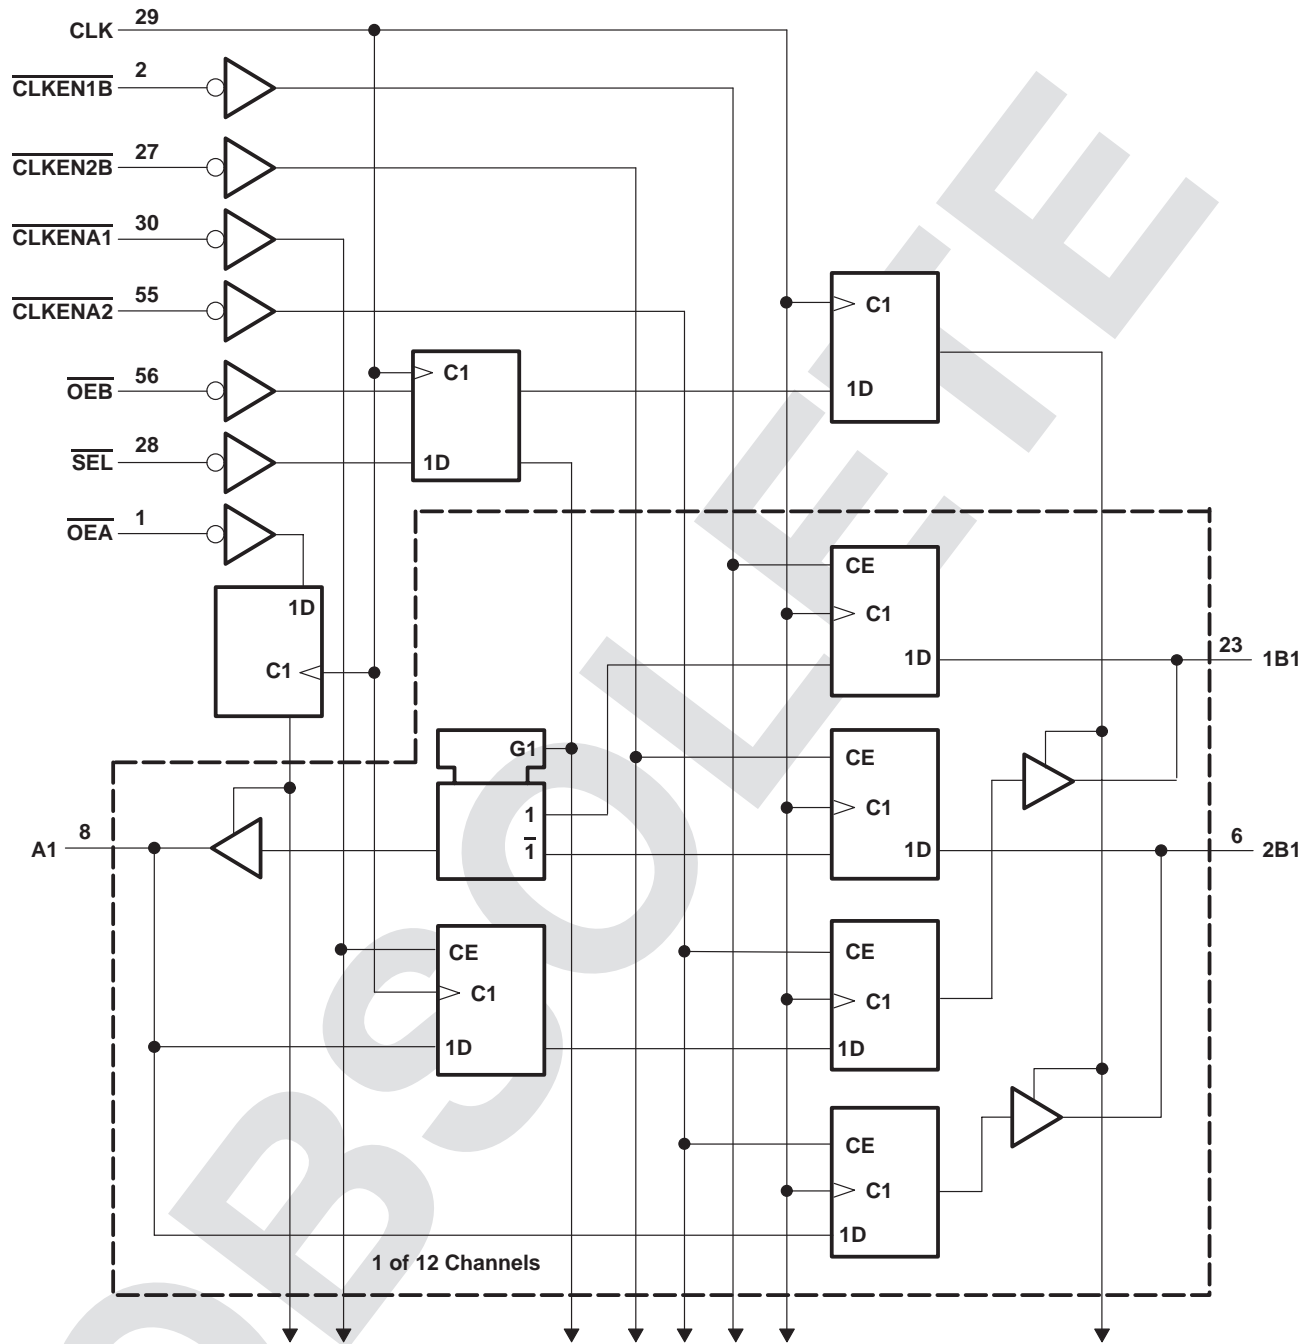 CLK 29
CLKEN1B 2
CLKEN2B 27
CLKENA1 30
CLKENA2 55
C1
OEB 56
C1
1D
SEL 28
1D
OEA 1
CE
1D
C1
23 1B1
C1
1D
G1
CE
1
C1
A1 8
1
1D
6 2B1
CE
CE
C1
C1
1D
1D
CE
C1
1D
1 of 12 Channels
OBSOLETE